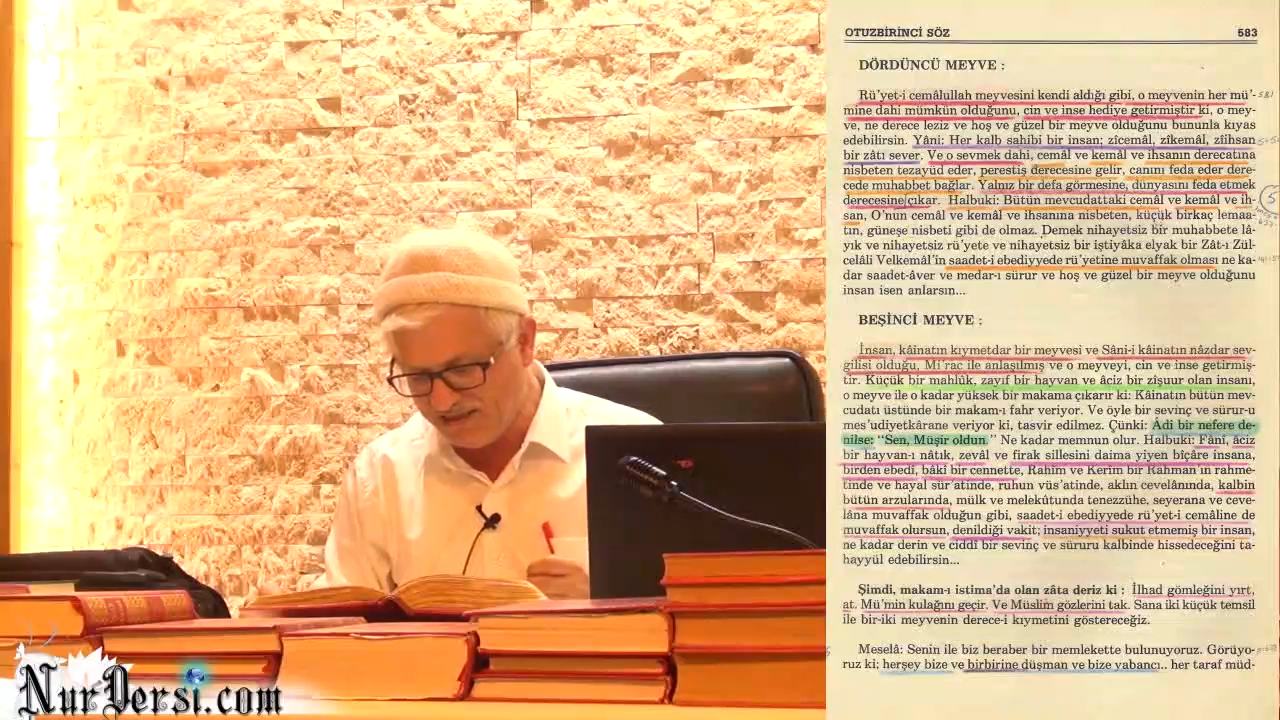 OTUZBİRİNCİ SÖZ 583
DÖRDÜNCÜ MEYVE :
Rü'yet-i cemâlullah meyvesini kendi aldığı gibi, o meyvenin her mü'-
mine dahi mümkün olduğunu, cin ve inse hediye getirmiştir ki, o mey-
ve, ne derece leziz ve hoş ve güzel bir meyve olduğunu bununla kıyas
edebilirsin. Yâni: Her kalb sahibi bir insan; zîcemâl, zîkemâl, zîihsan
bir zâtı sever. Ve o sevmek dahi, cemâl ve kemâl ve ihsanın derecatına
nisbeten tezayüd eder, perestiş derecesine gelir, canını feda eder dere-
cede muhabbet bağlar. Yalnız bir defa görmesine, dünyasını feda etmek
derecesine çıkar. Halbuki: Bütün mevcudattaki cemâl ve kemâl ve ih-
san, O'nun cemâl ve kemâl ve ihsanına nisbeten, küçük birkaç lemaa-
tın, güneşe nisbeti gibi de olmaz. Demek nihayetsiz bir muhabbete lâ-
yık ve nihayetsiz rü'yete ve nihayetsiz bir iştiyâka elyak bir Zât-ı Zül-
celâli Velkemâl'in saadet-i ebediyyede rü'yetine muvaffak olması ne ka-
dar saadet-âver ve medar-ı sürur ve hoş ve güzel bir meyve olduğunu
insan isen anlarsın...
BEŞİNCİ MEYVE :
İnsan, kâinatın kıymetdar bir meyvesi ve Sâni-i kâinatın nâzdar sev-
gilisi olduğu, Mi'rac ile anlaşılmış ve o meyveyi, cin ve inse getirmiş-
tir. Küçük bir mahlûk, zayıf bir hayvan ve âciz bir zîşuur olan insanı,
o meyve ile o kadar yüksek bir makama çıkarır ki: Kâinatın bütün mev-
cudatı üstünde bir makam-ı fahr veriyor. Ve öyle bir sevinç ve sürur-u
mes'udiyetkârane veriyor ki, tasvir edilmez. Çünki: Âdi bir nefere de-
nilse: "Sen, Müşir oldun." Ne kadar memnun olur. Halbuki: Fânî, âciz
bir hayvan-ı nâtık, zevâl ve firak sillesini daima yiyen bîçâre insana,
birden ebedî, bâki bir cennette, Rahîm ve Kerîm bir Rahman'ın rahme-
tinde ve hayal sür'atinde, ruhun vüs'atinde, aklın cevelânında, kalbin
bütün arzularında, mülk ve melekûtunda tenezzühe, seyerana ve ceve-
lâna muvaffak olduğun gibi, saadet-i ebediyyede rü'yet-i cemâline de
muvaffak olursun, denildiği vakit; insaniyyeti sukut etmemiş bir insan,
ne kadar derin ve ciddî bir sevinç ve süruru kalbinde hissedeceğini ta-
hayyül edebilirsin...
Şimdi, makam-ı istima'da olan zâta deriz ki : İlhad gömleğini yırt,
at. Mü'min kulağını geçir. Ve Müslim gözlerini tak. Sana iki küçük temsil
ile bir-iki meyvenin derece-i kıymetini göstereceğiz.
Meselâ: Senin ile biz beraber bir memlekette bulunuyoruz. Görüyo-
ruz ki; herşey bize ve birbirine düşman ve bize yabancı.. her taraf müd-
NurDersi.com